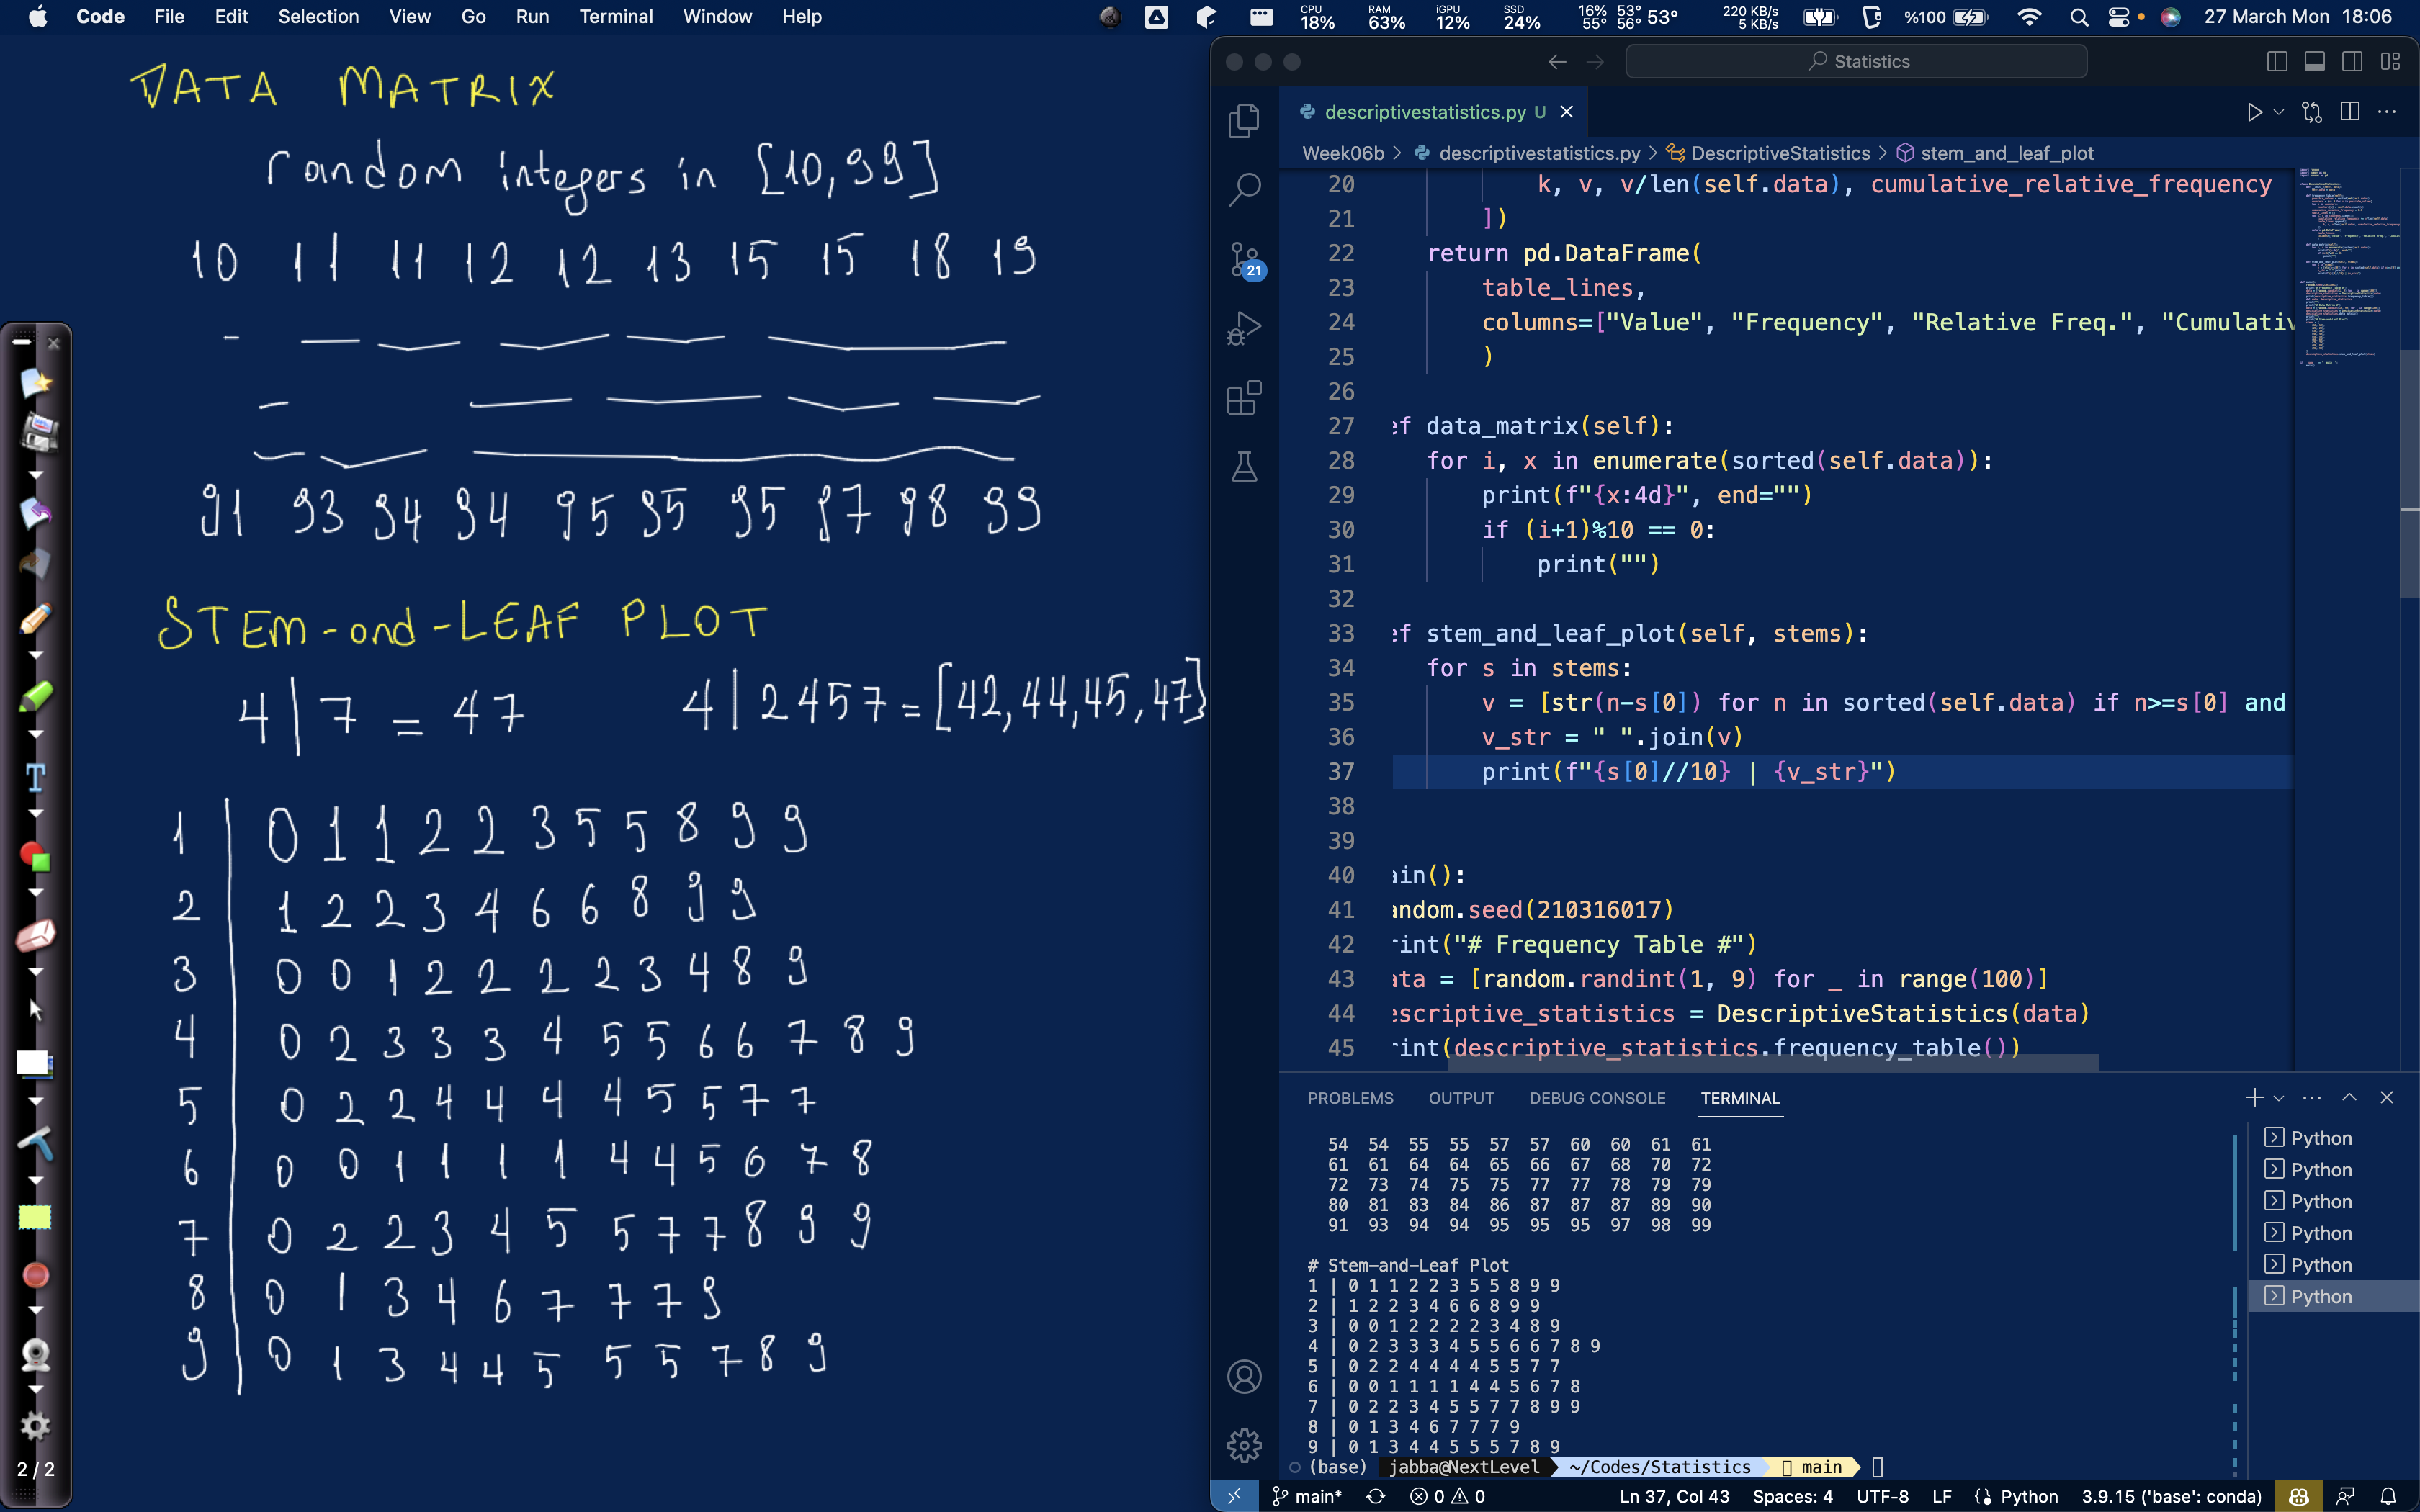 Code File Edit Selection View Go Run Terminal Window Help
CPU 18% RAM 63% iGPU 12% SSD 24% 16% 55° 53° 56° 53° 220 KB/s 5 KB/s %100 27 March Mon 18:06
DATA MATRIX
random integers in [10,99]
10 11 11 12 12 13 15 15 18 19
91 93 94 94 95 95 95 97 98 99
STEM-and-LEAF PLOT
4|7 = 47 4|2457=[42,44,45,47]
1 | 0 1 1 2 2 3 5 5 8 9 9
2 | 1 2 2 3 4 6 6 8 9 9
3 | 0 0 1 2 2 2 2 3 4 8 9
4 | 0 2 3 3 3 4 5 5 6 6 7 8 9
5 | 0 2 2 4 4 4 4 5 5 7 7
6 | 0 0 1 1 1 1 4 4 5 6 7 8
7 | 0 2 2 3 4 5 5 7 7 8 9 9
8 | 0 1 3 4 6 7 7 7 9
9 | 0 1 3 4 4 5 5 5 7 8 9
2 / 2
Statistics
descriptivestatistics.py U
Week06b > descriptivestatistics.py > DescriptiveStatistics > stem_and_leaf_plot
21
20 k, v, v/len(self.data), cumulative_relative_frequency
21 ])
22 return pd.DataFrame(
23 table_lines,
24 columns=["Value", "Frequency", "Relative Freq.", "Cumulativ
25 )
26
27 ef data_matrix(self):
28 for i, x in enumerate(sorted(self.data)):
29 print(f"{x:4d}", end="")
30 if (i+1)%10 == 0:
31 print("")
32
33 ef stem_and_leaf_plot(self, stems):
34 for s in stems:
35 v = [str(n-s[0]) for n in sorted(self.data) if n>=s[0] and
36 v_str = " ".join(v)
37 print(f"{s[0]//10} | {v_str}")
38
39
40 ain():
41 andom.seed(210316017)
42 rint("# Frequency Table #")
43 ata = [random.randint(1, 9) for _ in range(100)]
44 escriptive_statistics = DescriptiveStatistics(data)
45 rint(descriptive_statistics.frequency_table())
PROBLEMS OUTPUT DEBUG CONSOLE TERMINAL
54 54 55 55 57 57 60 60 61 61
61 61 64 64 65 66 67 68 70 72
72 73 74 75 75 77 77 78 79 79
80 81 83 84 86 87 87 87 89 90
91 93 94 94 95 95 95 97 98 99
# Stem-and-Leaf Plot
1 | 0 1 1 2 2 3 5 5 8 9 9
2 | 1 2 2 3 4 6 6 8 9 9
3 | 0 0 1 2 2 2 2 3 4 8 9
4 | 0 2 3 3 3 4 5 5 6 6 7 8 9
5 | 0 2 2 4 4 4 4 5 5 7 7
6 | 0 0 1 1 1 1 4 4 5 6 7 8
7 | 0 2 2 3 4 5 5 7 7 8 9 9
8 | 0 1 3 4 6 7 7 7 9
9 | 0 1 3 4 4 5 5 5 7 8 9
(base) jabba@NextLevel ~/Codes/Statistics main
Python
Python
Python
Python
Python
Python
main* 0 0 Ln 37, Col 43 Spaces: 4 UTF-8 LF Python 3.9.15 ('base': conda)